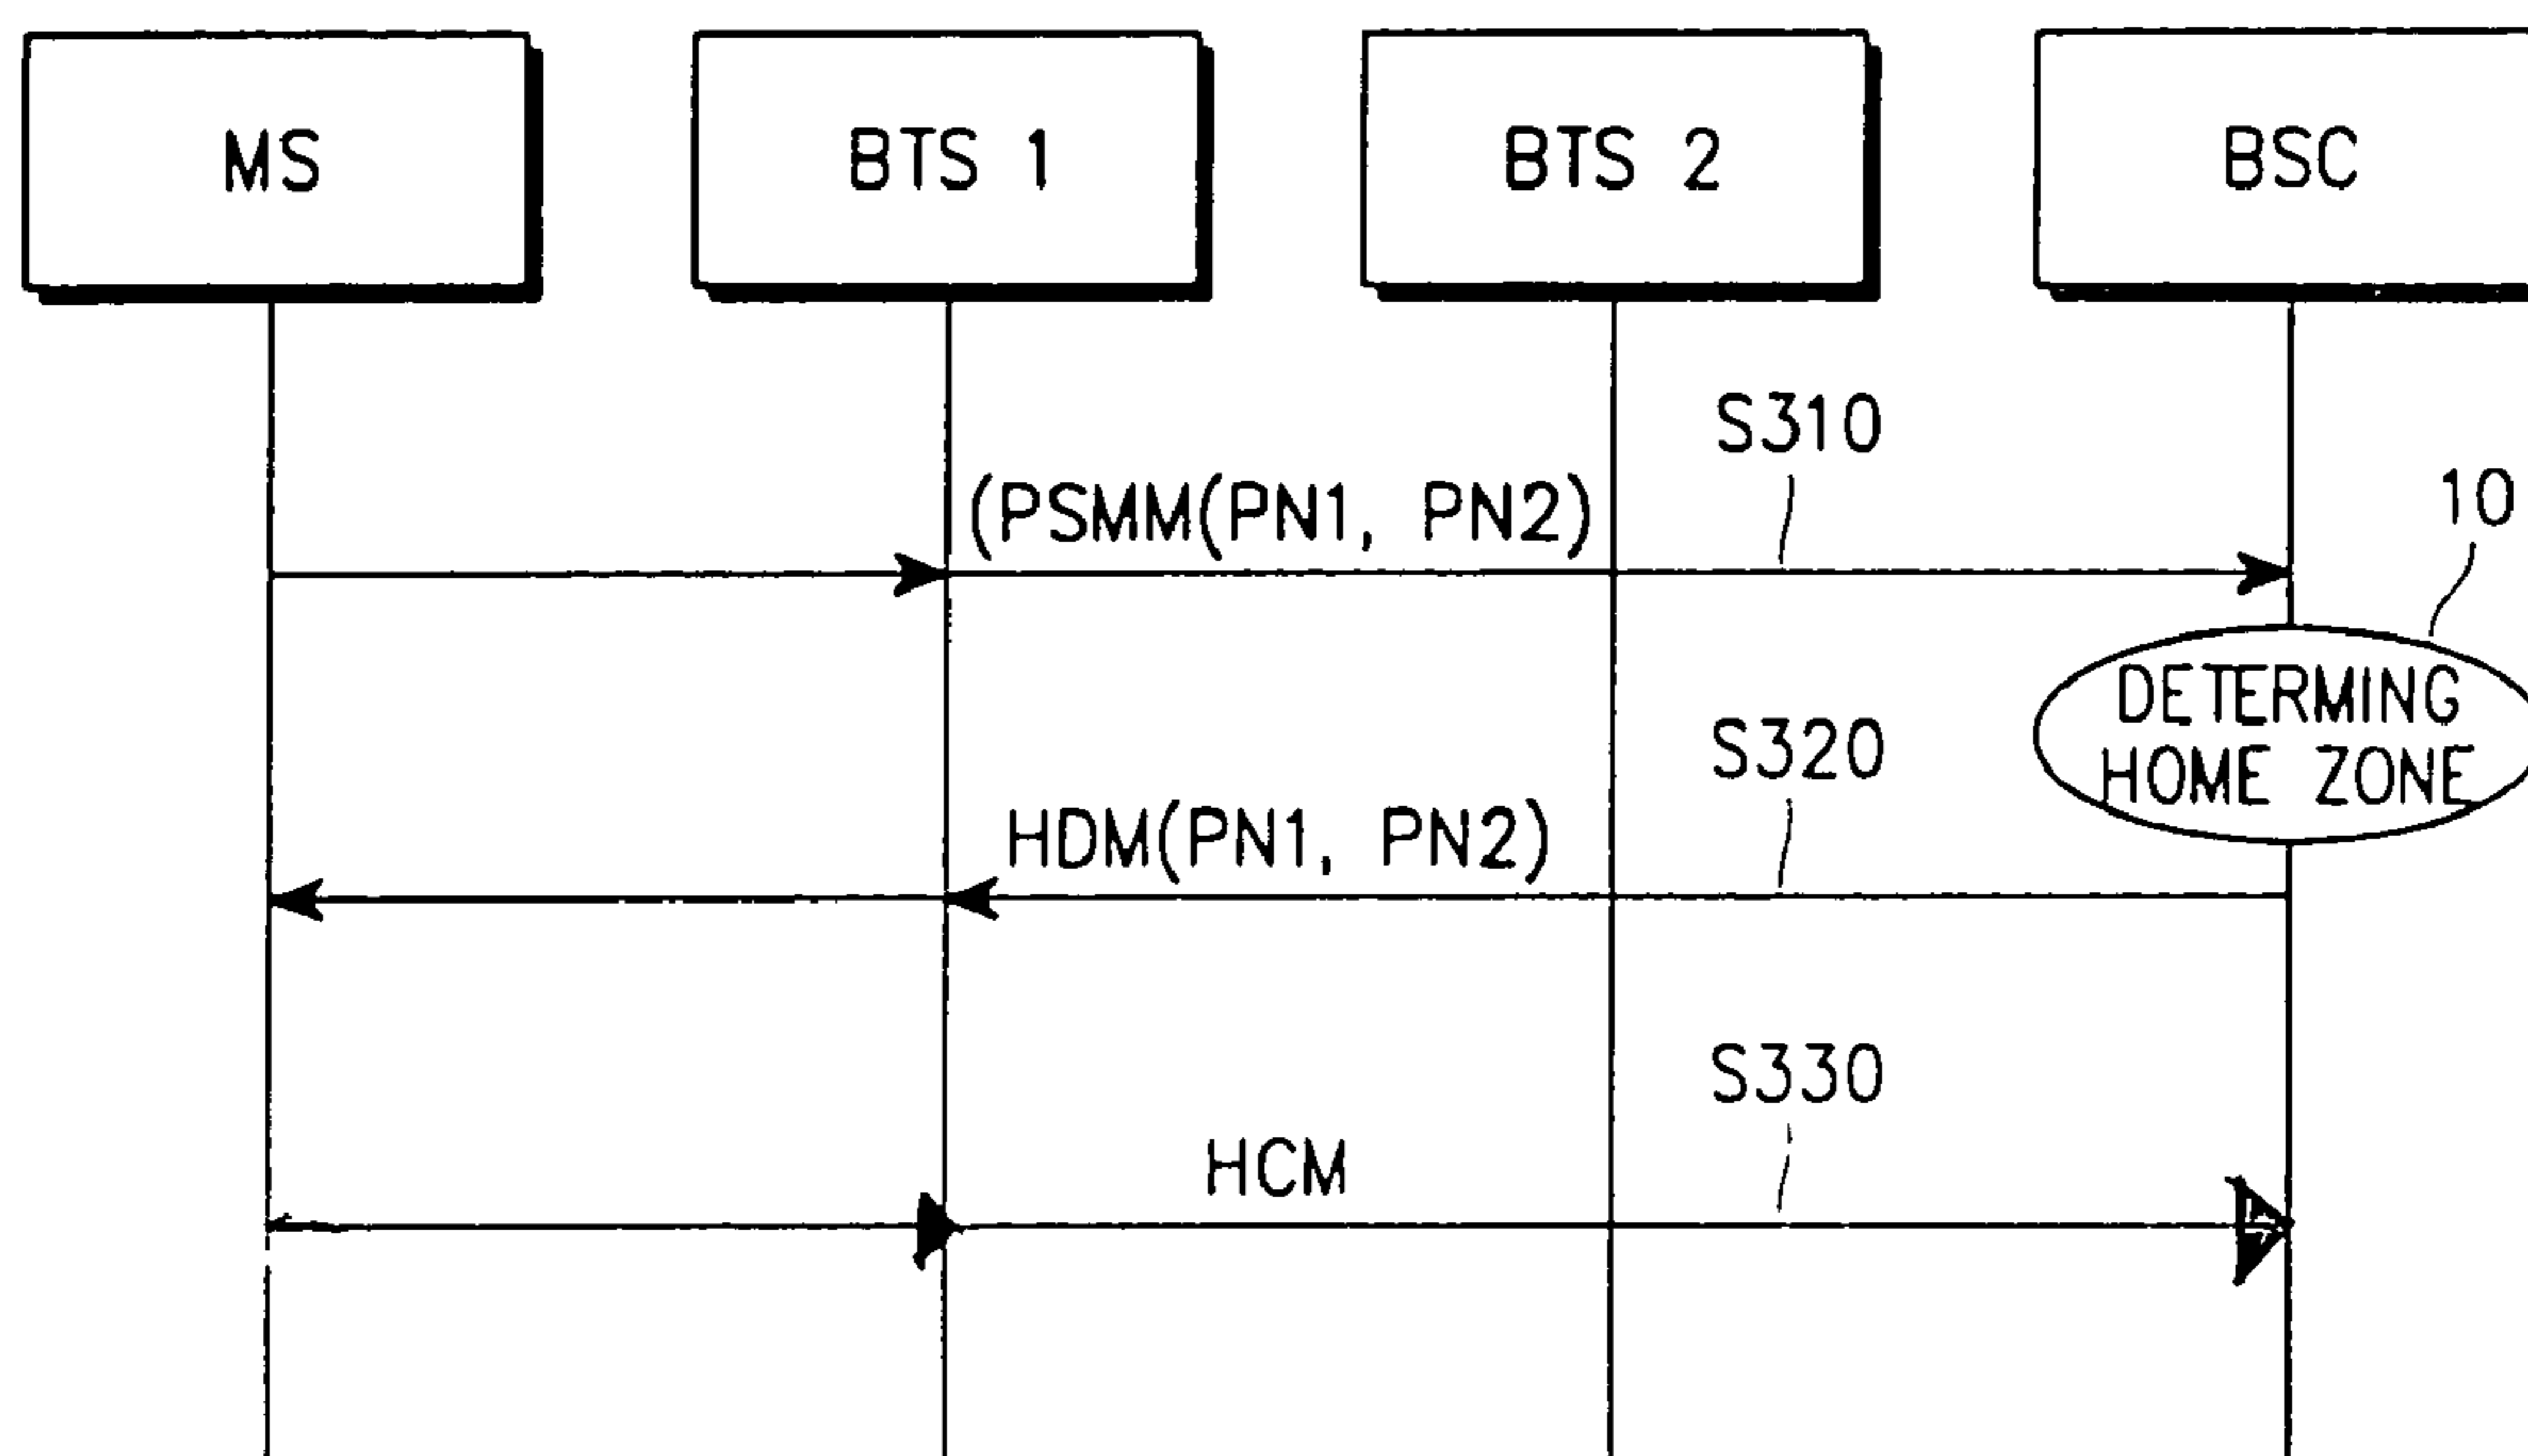 MS
BTS 1
BTS 2
BSC
S310
(PSMM(PN1, PN2)
10
DETERMING
HOME ZONE
S320
HDM(PN1, PN2)
S330
HCM